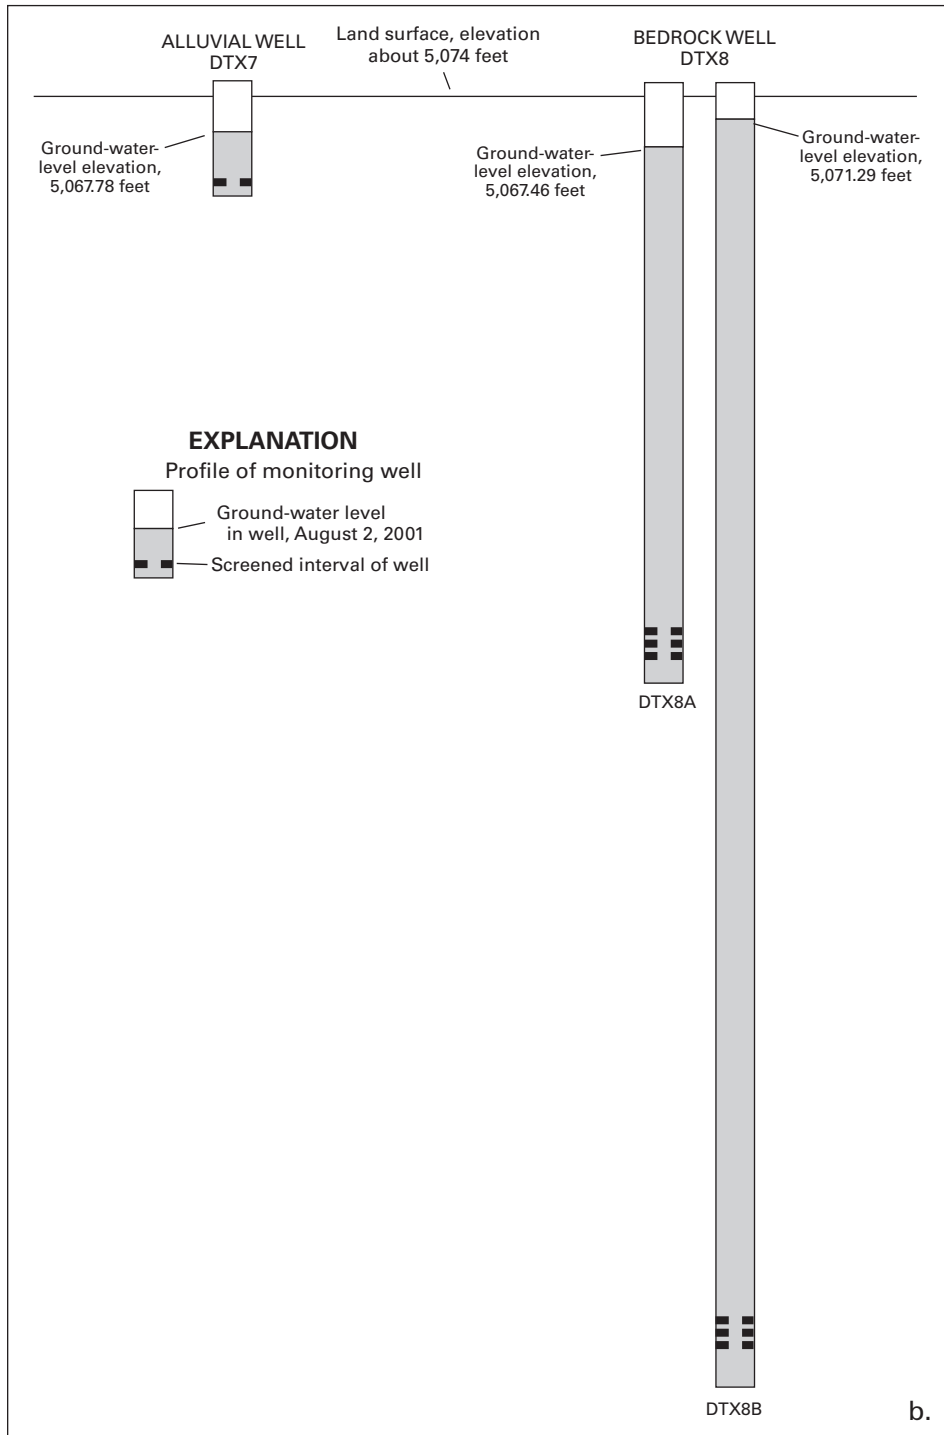 ALLUVIAL WELL
DTX7
Land surface, elevation
about 5,074 feet
BEDROCK WELL
DTX8
Ground-water-
level elevation,
5,067.78 feet
Ground-water-
level elevation,
5,067.46 feet
Ground-water-
level elevation,
5,071.29 feet
EXPLANATION
Profile of monitoring well
Ground-water level
in well, August 2, 2001
Screened interval of well
DTX8A
DTX8B
b.